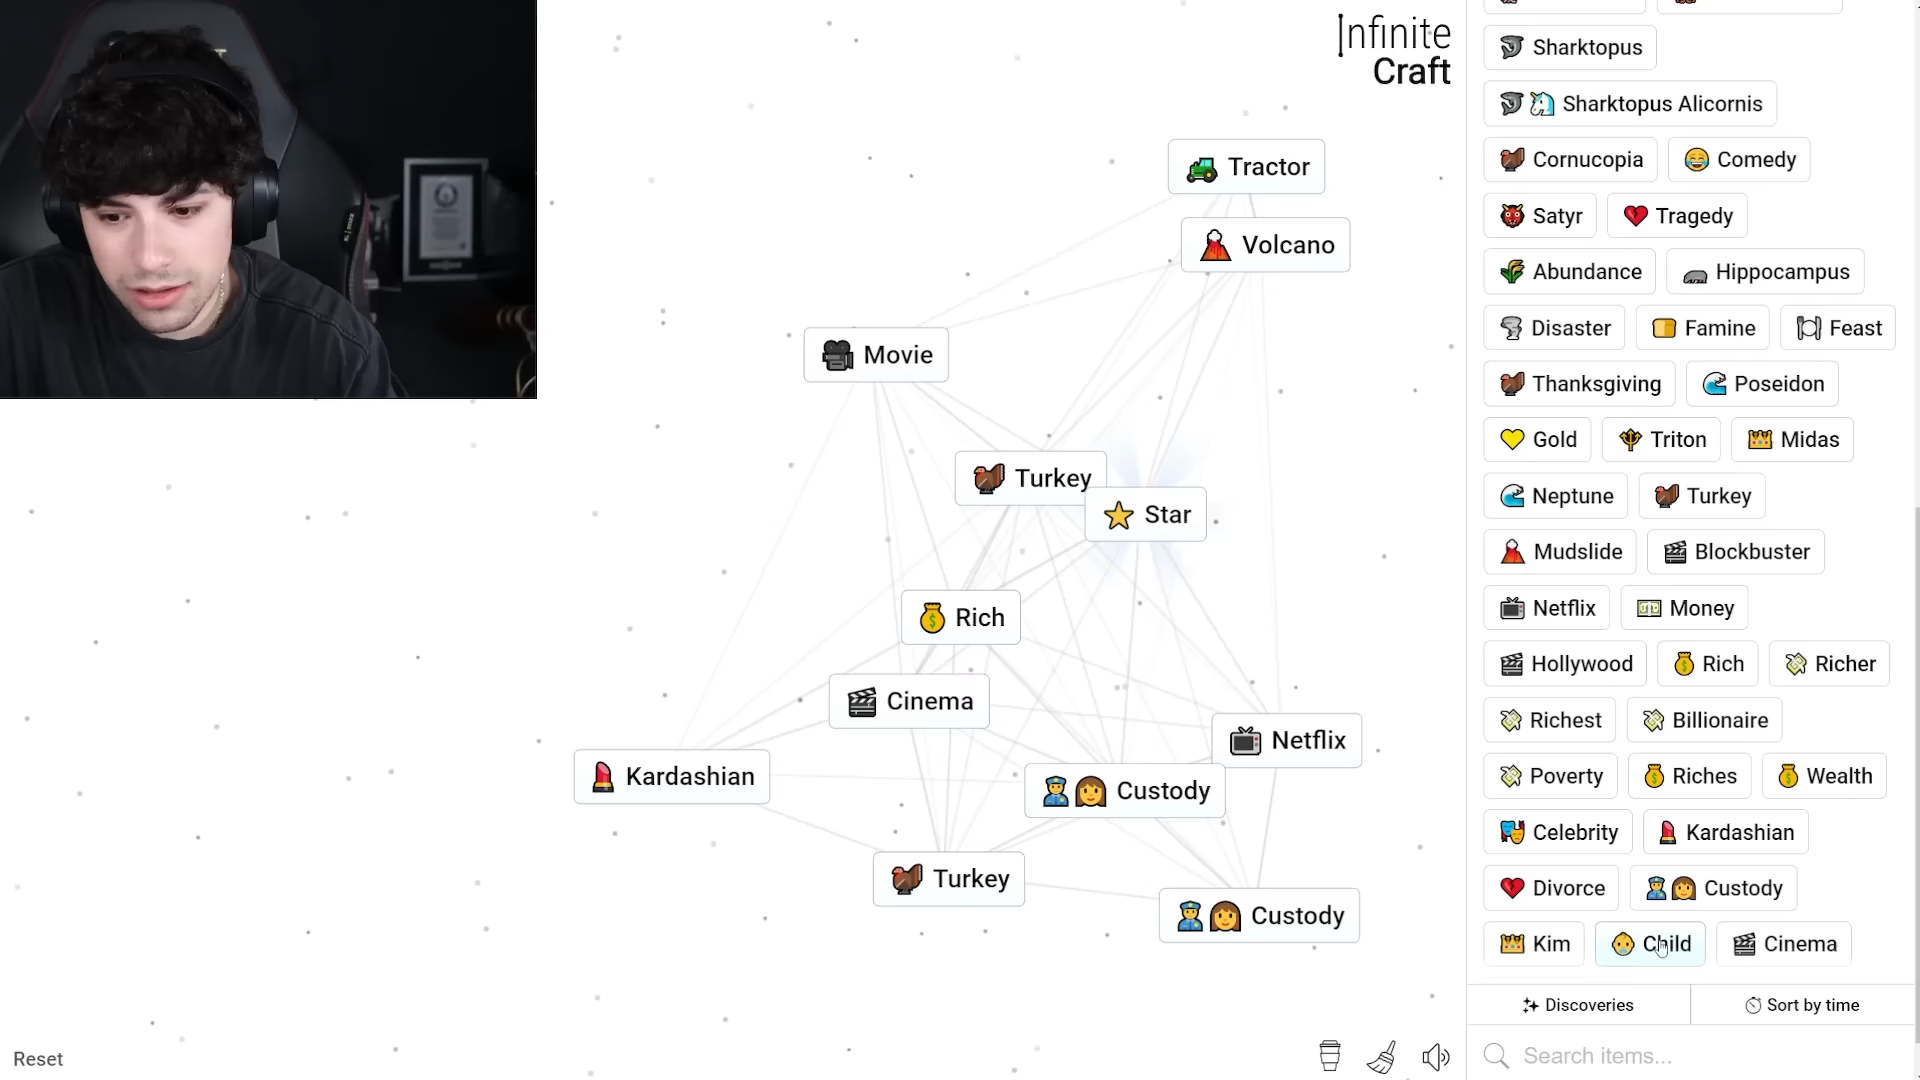 Infinite
Craft
Tractor
Volcano
Movie
Turkey
Star
Rich
Cinema
Netflix
Kardashian
Custody
Turkey
Custody
Reset
Sharktopus
Sharktopus Alicornis
Cornucopia Comedy
Satyr Tragedy
Abundance Hippocampus
Disaster Famine Feast
Thanksgiving Poseidon
Gold Triton Midas
Neptune Turkey
Mudslide Blockbuster
Netflix Money
Hollywood Rich Richer
Richest Billionaire
Poverty Riches Wealth
Celebrity Kardashian
Divorce Custody
Kim Child Cinema
Discoveries Sort by time
Search items...